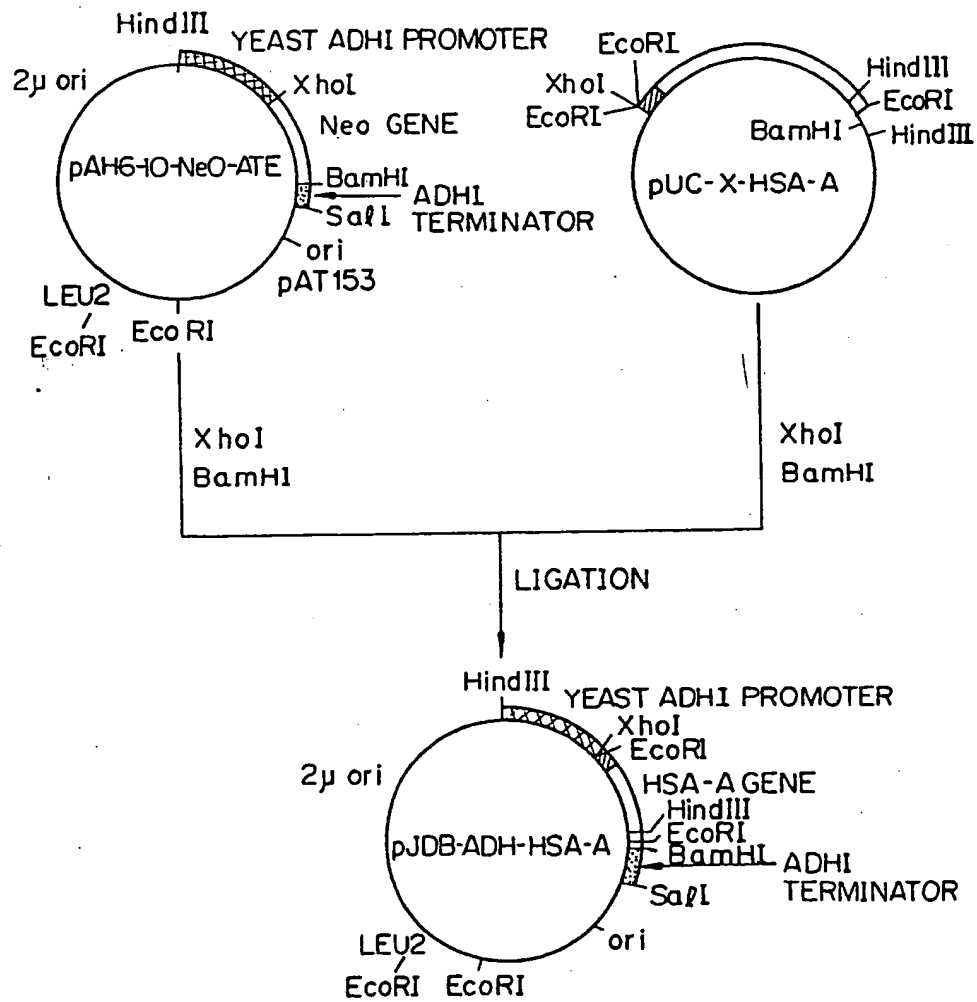 HindIII
YEAST ADHI PROMOTER
2μ ori
XhoI
Neo GENE
pAH6-10-NeO-ATE
BamHI
ADHI
TERMINATOR
SalI
ori
pAT153
LEU2
EcoRI
EcoRI
EcoRI
XhoI
EcoRI
HindIII
EcoRI
BamHI
HindIII
pUC-X-HSA-A
XhoI
BamHI
XhoI
BamHI
LIGATION
HindIII
YEAST ADHI PROMOTER
XhoI
EcoRI
2μ ori
HSA-A GENE
HindIII
EcoRI
BamHI
pJDB-ADH-HSA-A
ADHI
TERMINATOR
SalI
ori
LEU2
EcoRI
EcoRI